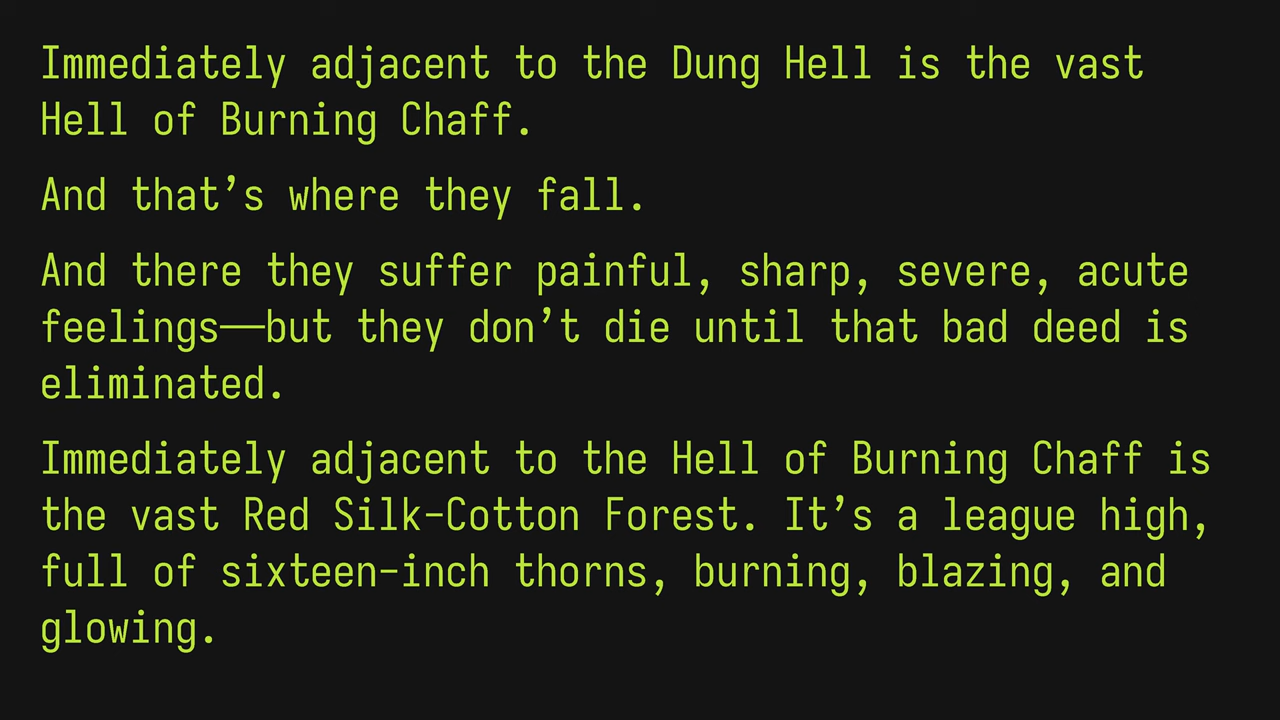 Immediately adjacent to the Dung Hell is the vast
Hell of Burning Chaff.
And that’s where they fall.
And there they suffer painful, sharp, severe, acute
feelings—but they don’t die until that bad deed is
eliminated.
Immediately adjacent to the Hell of Burning Chaff is
the vast Red Silk-Cotton Forest. It’s a league high,
full of sixteen-inch thorns, burning, blazing, and
glowing.